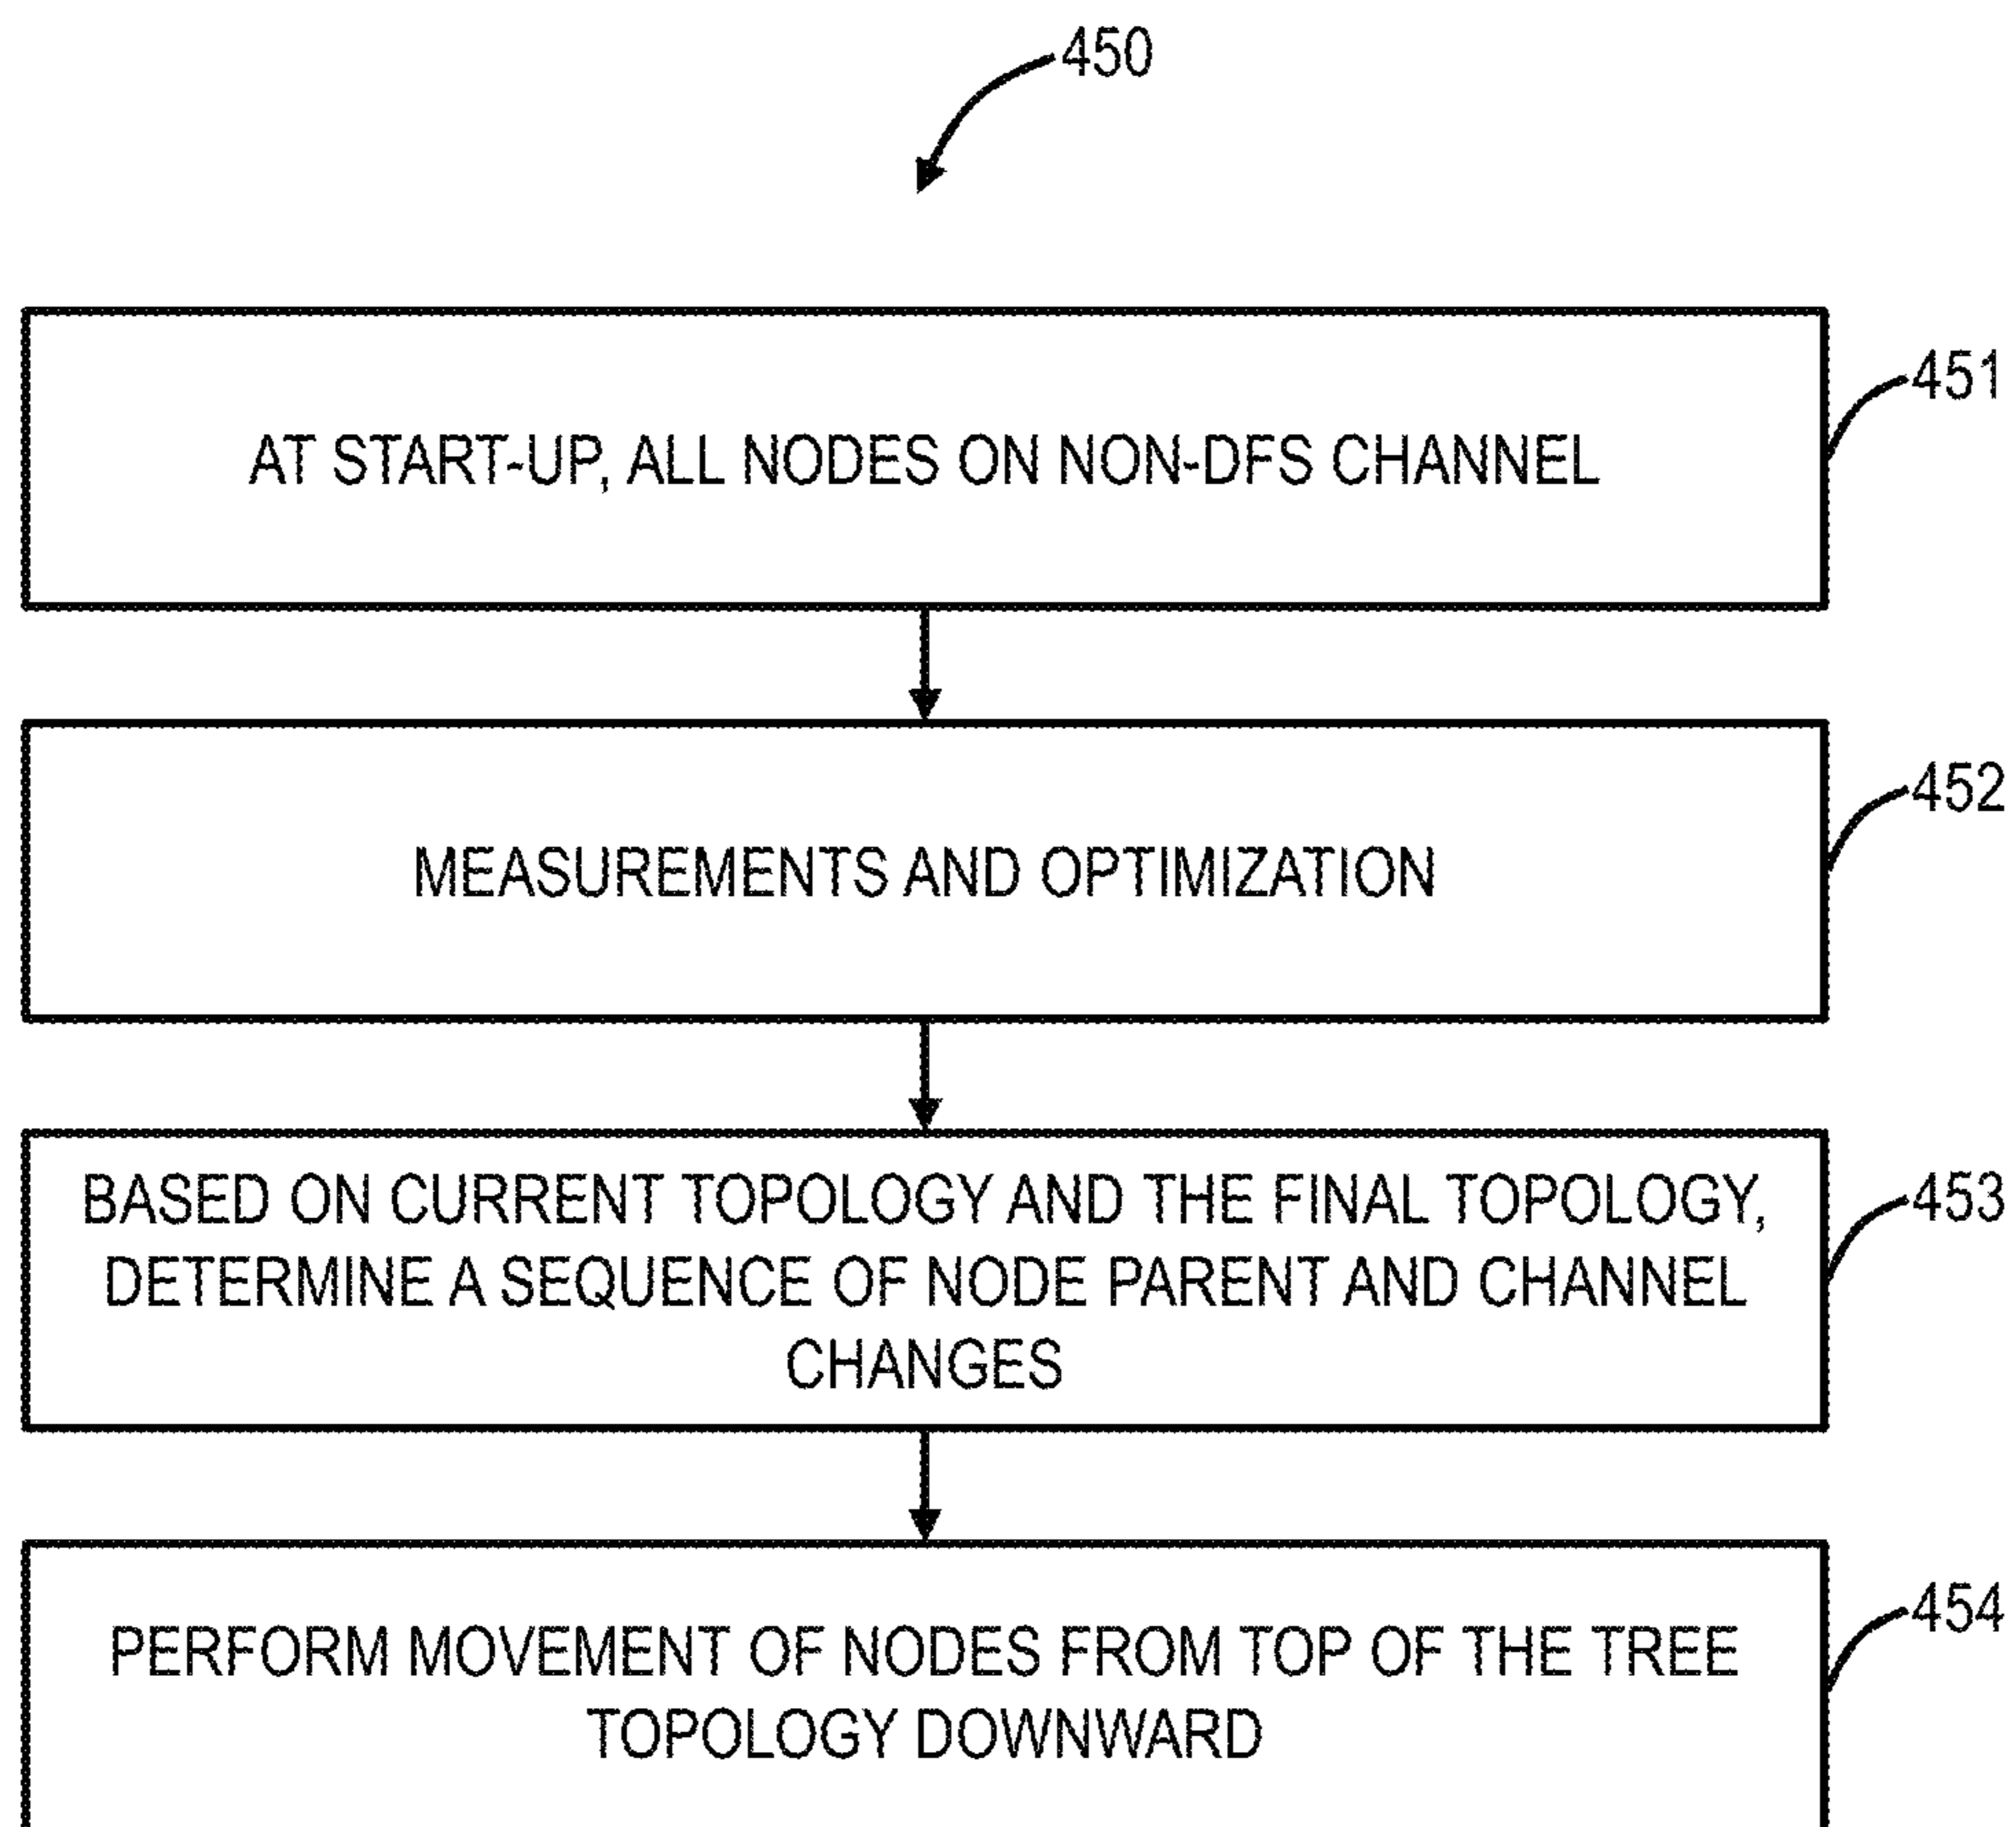 450
AT START-UP, ALL NODES ON NON-DFS CHANNEL
451
MEASUREMENTS AND OPTIMIZATION
452
BASED ON CURRENT TOPOLOGY AND THE FINAL TOPOLOGY,
DETERMINE A SEQUENCE OF NODE PARENT AND CHANNEL
CHANGES
453
PERFORM MOVEMENT OF NODES FROM TOP OF THE TREE
TOPOLOGY DOWNWARD
454